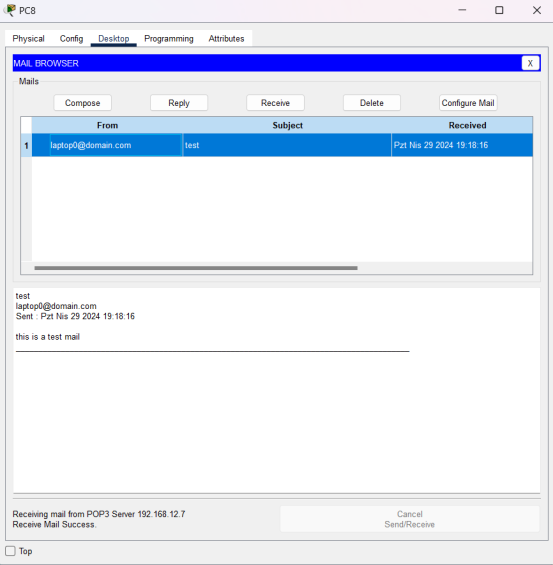 PC8
Physical Config Desktop Programming Attributes
MAIL BROWSER X
Mails
Compose Reply Receive Delete Configure Mail
From Subject Received
1 laptop0@domain.com test Pzt Nis 29 2024 19:18:16
test
laptop0@domain.com
Sent : Pzt Nis 29 2024 19:18:16
this is a test mail
Receiving mail from POP3 Server 192.168.12.7
Receive Mail Success.
Cancel
Send/Receive
Top